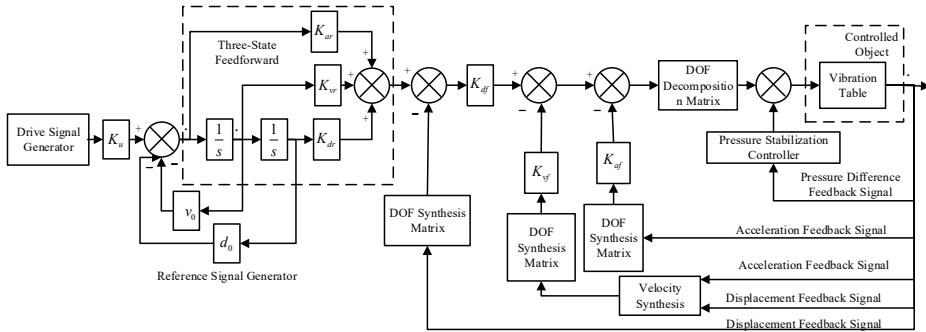 Controlled
Object
Three-State
Feedforward
K_ar
K_vr
K_dr
K_df
DOF
Decompositio
n Matrix
Vibration
Table
Drive Signal
Generator
K_u
1/s
1/s
Pressure Stabilization
Controller
K_vf
K_af
Pressure Difference
Feedback Signal
v_0
d_0
DOF Synthesis
Matrix
DOF
Synthesis
Matrix
DOF
Synthesis
Matrix
Acceleration Feedback Signal
Reference Signal Generator
Acceleration Feedback Signal
Velocity
Synthesis
Displacement Feedback Signal
Displacement Feedback Signal